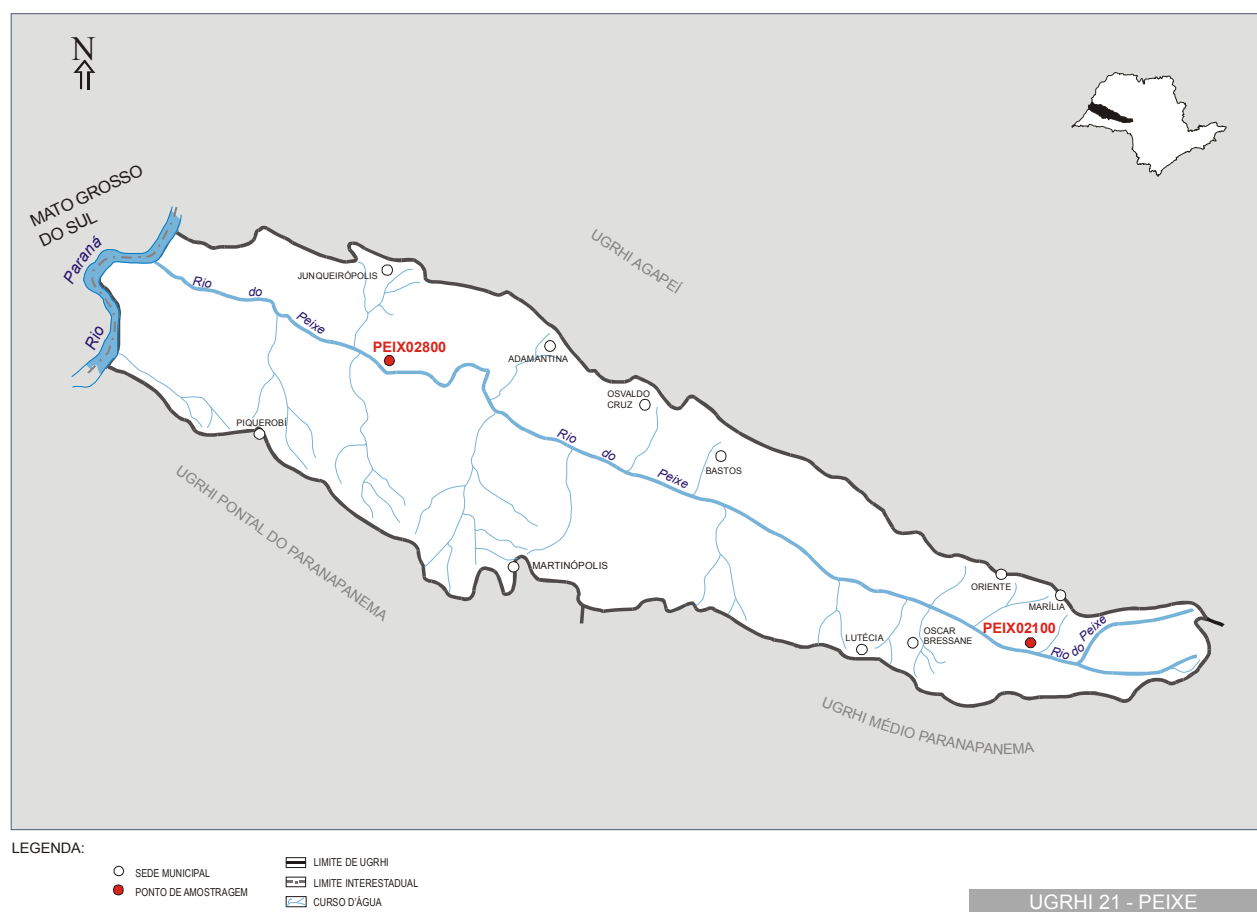 N
MATO GROSSO
DO SUL
Paraná
Rio
UGRHI AGAPEÍ
JUNQUEIRÓPOLIS
Rio do Peixe
PEIX02800
ADAMANTINA
OSVALDO
CRUZ
PIQUEROBÍ
Rio do Peixe
BASTOS
UGRHI PONTAL DO PARANAPANEMA
MARTINÓPOLIS
ORIENTE
MARÍLIA
PEIX02100
OSCAR
BRESSANE
LUTÉCIA
Rio do Peixe
UGRHI MÉDIO PARANAPANEMA
LEGENDA:
SEDE MUNICIPAL
PONTO DE AMOSTRAGEM
LIMITE DE UGRHI
LIMITE INTERESTADUAL
CURSO D'ÁGUA
UGRHI 21 - PEIXE